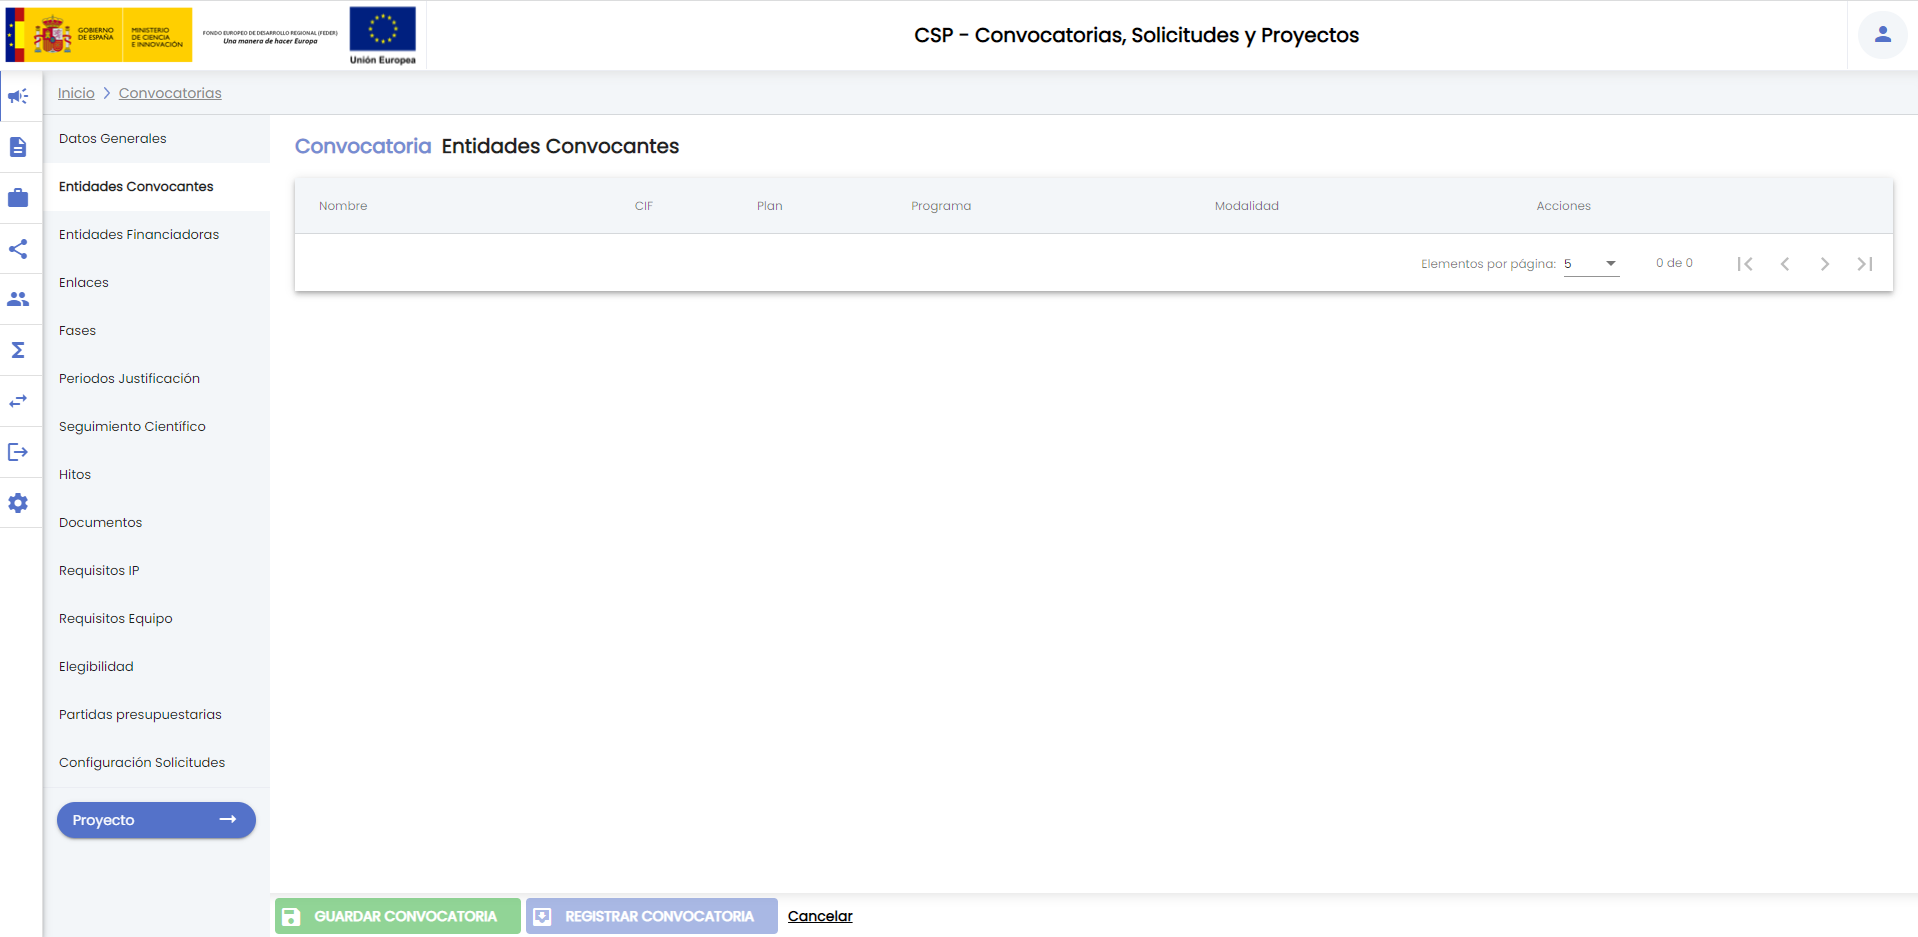 GOBIERNO
DE ESPAÑA
MINISTERIO
DE CIENCIA
E INNOVACIÓN
FONDO EUROPEO DE DESARROLLO REGIONAL (FEDER)
Una manera de hacer Europa
Unión Europea
CSP - Convocatorias, Solicitudes y Proyectos
Inicio > Convocatorias
Datos Generales
Entidades Convocantes
Entidades Financiadoras
Enlaces
Fases
Periodos Justificación
Seguimiento Científico
Hitos
Documentos
Requisitos IP
Requisitos Equipo
Elegibilidad
Partidas presupuestarias
Configuración Solicitudes
Proyecto
Convocatoria Entidades Convocantes
Nombre CIF Plan Programa Modalidad Acciones
Elementos por página: 5 0 de 0
GUARDAR CONVOCATORIA REGISTRAR CONVOCATORIA Cancelar